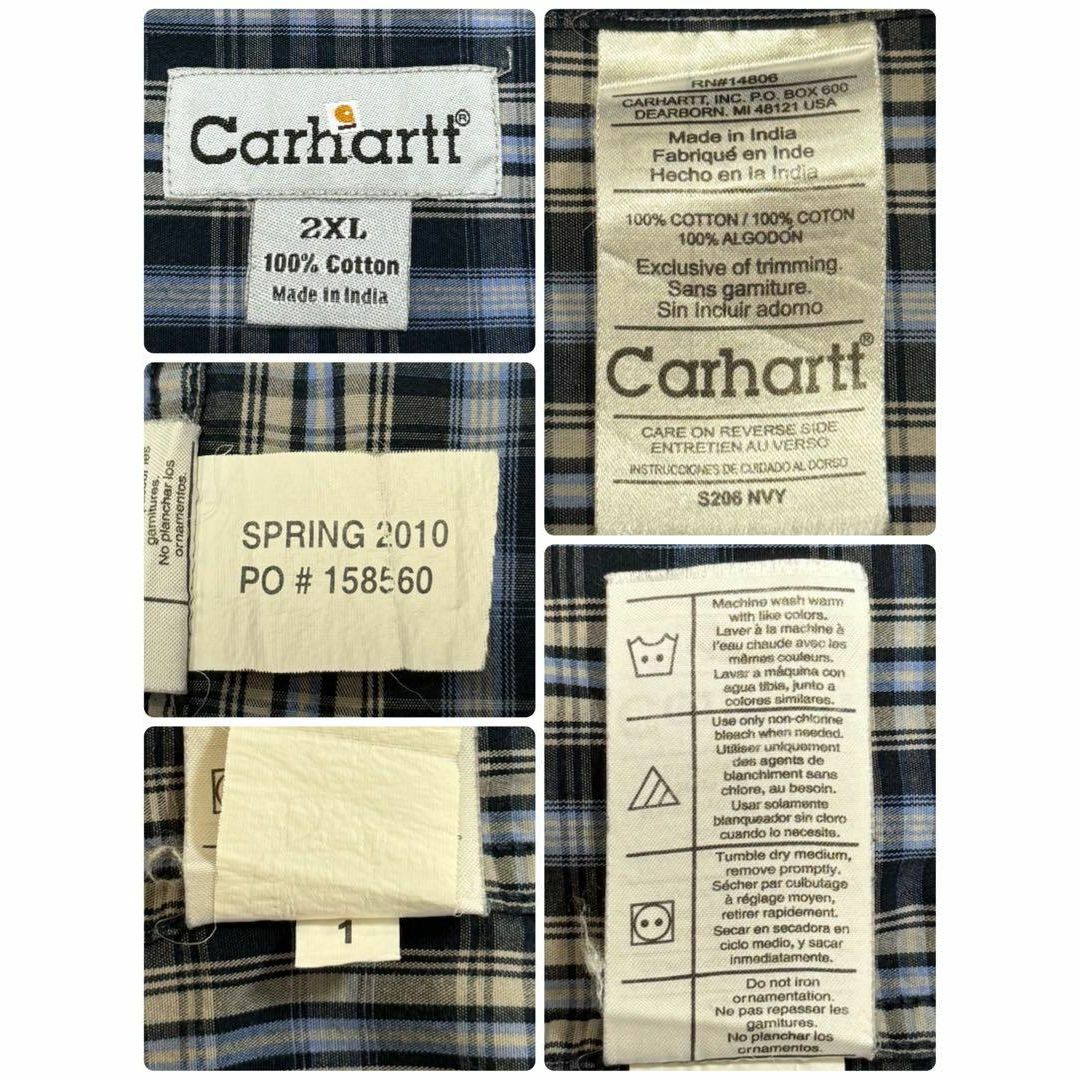 Carhartt®
2XL
100% Cotton
Made in India
RN#14806
CARHARTT, INC. P.O. BOX 600
DEARBORN, MI 48121 USA
Made in India
Fabriqué en Inde
Hecho en la India
100% COTTON / 100% COTON
100% ALGODÓN
Exclusive of trimming.
Sans garniture.
Sin Incluir adorno
Carhartt®
CARE ON REVERSE SIDE
ENTRETIEN AU VERSO
INSTRUCCIONES DE CUIDADO AL DORSO
S206 NVY
garnitures.
No planchar los
ornamentos.
SPRING 2010
PO # 158560
1
Machine wash warm
with like colors.
Laver à la machine à
l'eau chaude avec les
mêmes couleurs.
Lavar a máquina con
agua tibia, junto a
colores similares.
Use only non-chlorine
bleach when needed.
Utiliser uniquement
des agents de
blanchiment sans
chlore, au besoin.
Usar solamente
blanqueador sin cloro
cuando lo necesite.
Tumble dry medium,
remove promptly.
Sécher par culbutage
à réglage moyen,
retirer rapidement.
Secar en secadora en
ciclo medio, y sacar
inmediatamente.
Do not iron
ornamentation.
Ne pas repasser les
garnitures.
No planchar los
ornamentos.